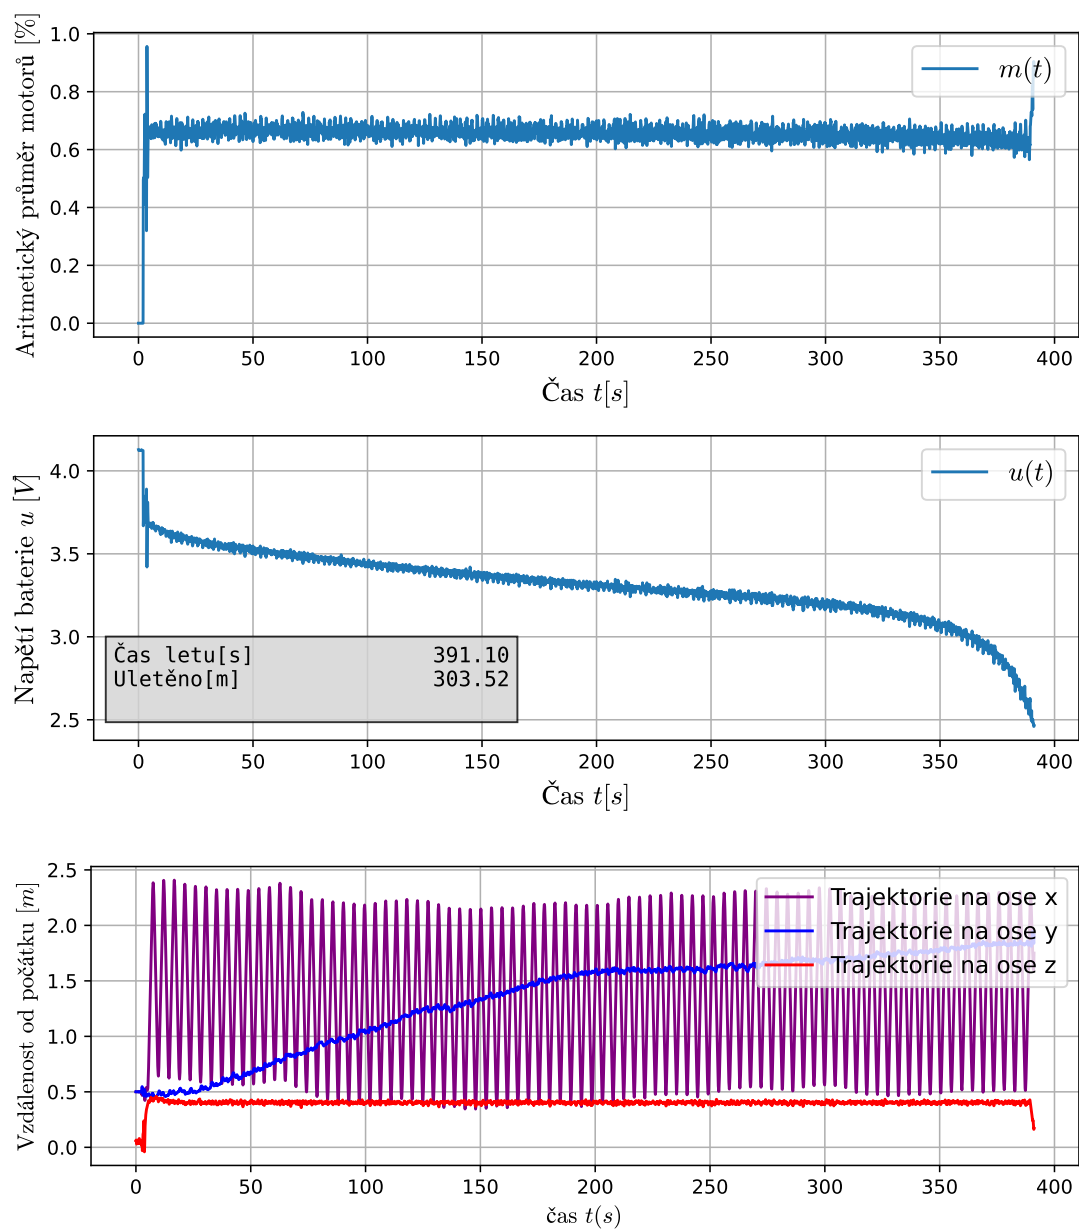 Aritmetický průměr motorů [%]
1.0
0.8
0.6
0.4
0.2
0.0
m(t)
0 50 100 150 200 250 300 350 400
Čas t[s]
Napětí baterie u [V]
4.0
3.5
3.0
2.5
u(t)
Čas letu[s] 391.10
Uletěno[m] 303.52
0 50 100 150 200 250 300 350 400
Čas t[s]
Vzdálenost od počátku [m]
2.5
2.0
1.5
1.0
0.5
0.0
Trajektorie na ose x
Trajektorie na ose y
Trajektorie na ose z
0 50 100 150 200 250 300 350 400
čas t(s)